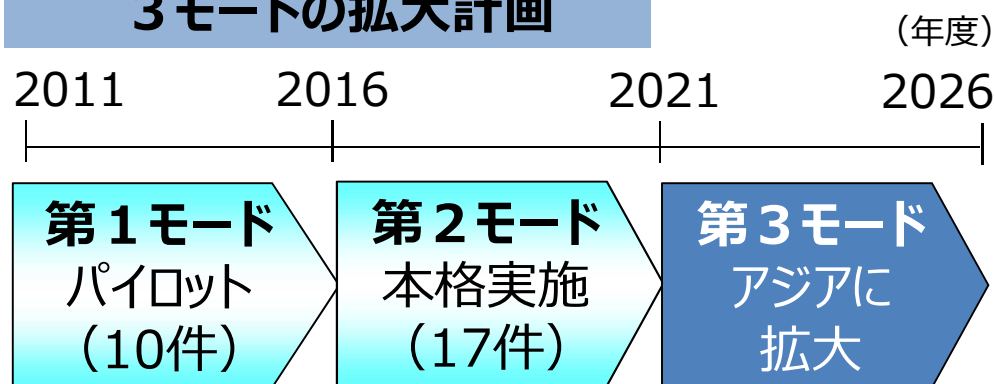 ３モードの拡大計画
（年度）
2011 2016 2021 2026
第１モード
パイロット
（10件）
第２モード
本格実施
（17件）
第３モード
アジアに
拡大